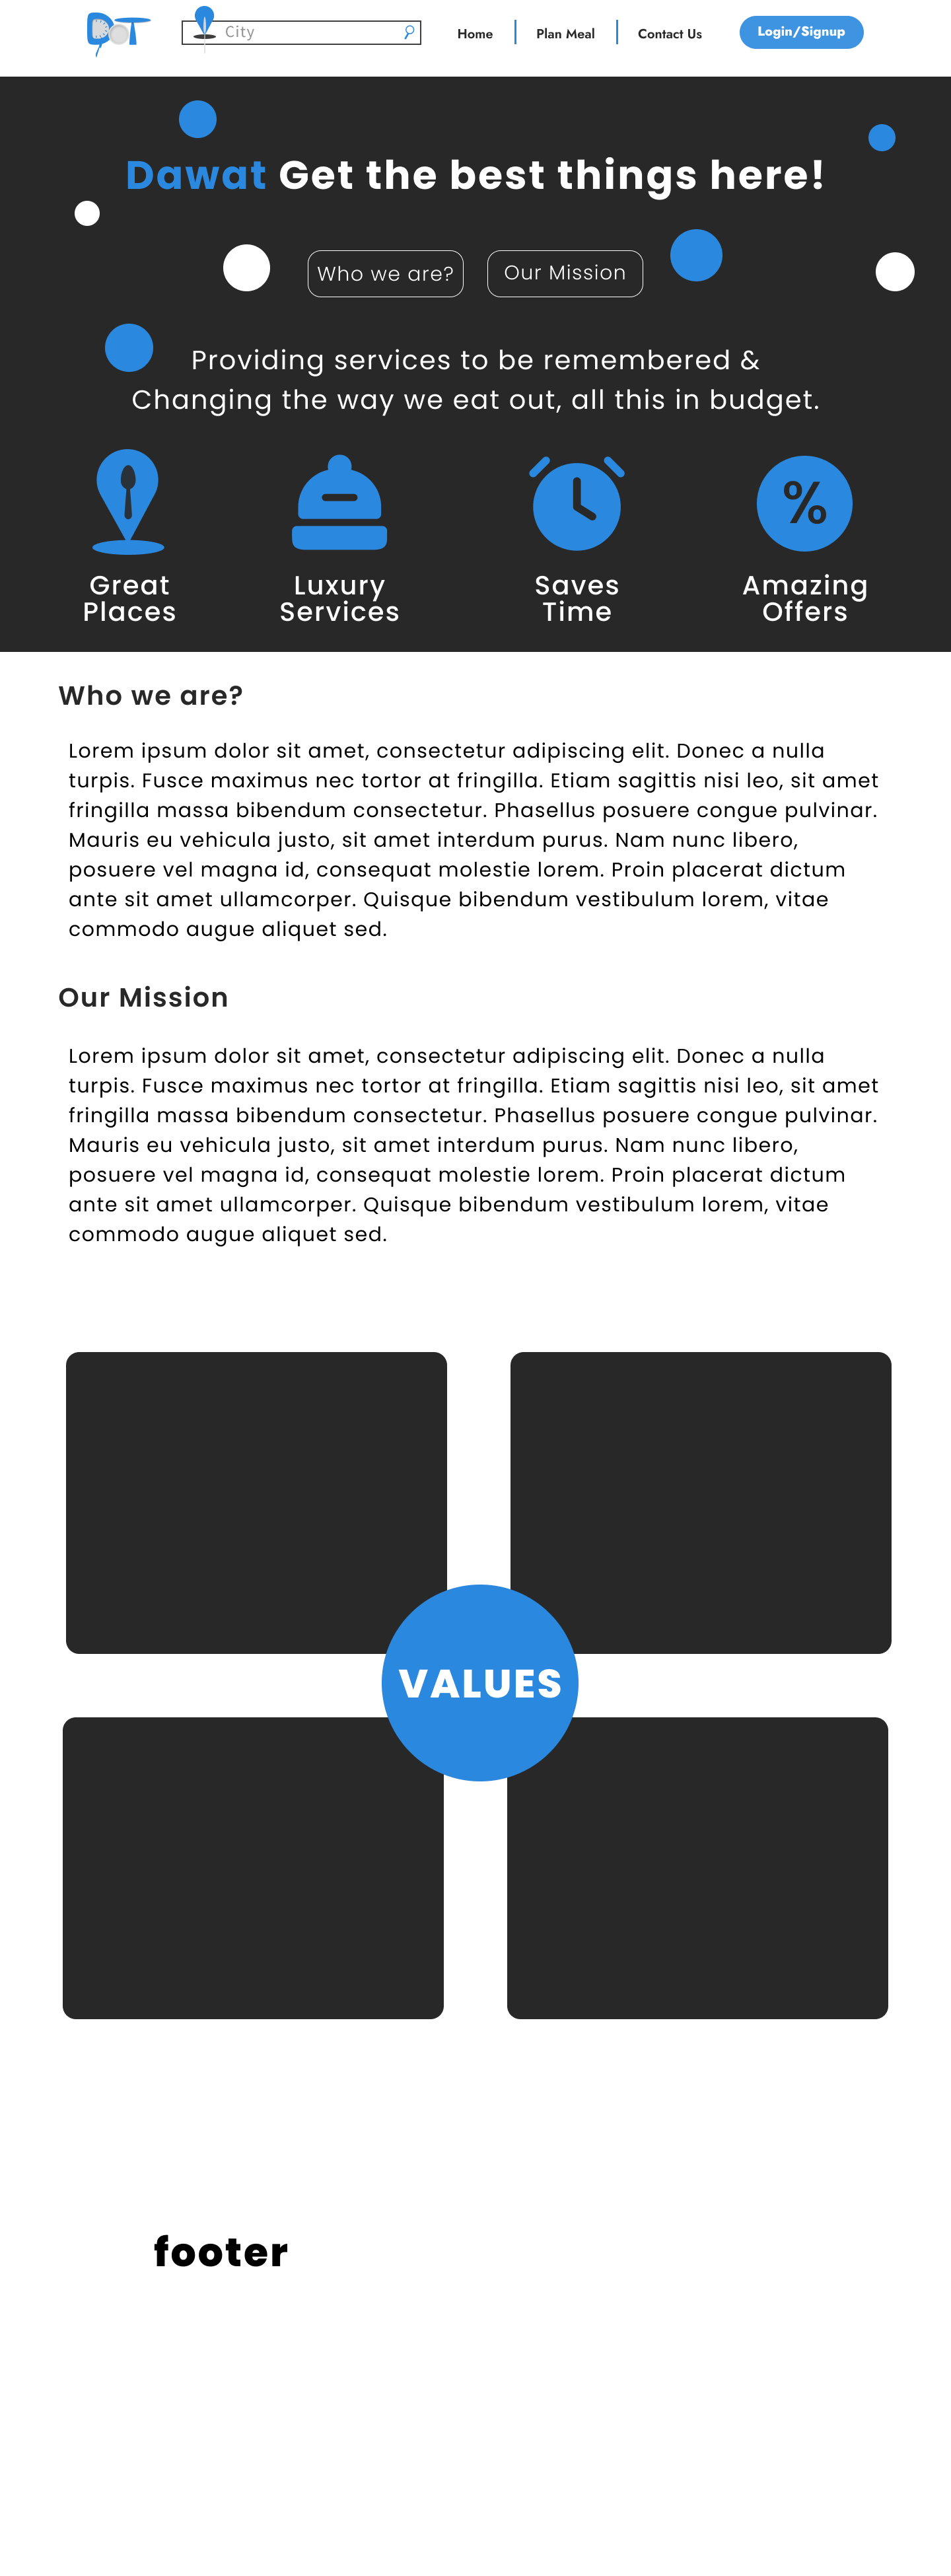 DOT
City
Home
Plan Meal
Contact Us
Login/Signup
Dawat Get the best things here!
Who we are?
Our Mission
Providing services to be remembered &
Changing the way we eat out, all this in budget.
%
Great
Places
Luxury
Services
Saves
Time
Amazing
Offers
Who we are?
Lorem ipsum dolor sit amet, consectetur adipiscing elit. Donec a nulla
turpis. Fusce maximus nec tortor at fringilla. Etiam sagittis nisi leo, sit amet
fringilla massa bibendum consectetur. Phasellus posuere congue pulvinar.
Mauris eu vehicula justo, sit amet interdum purus. Nam nunc libero,
posuere vel magna id, consequat molestie lorem. Proin placerat dictum
ante sit amet ullamcorper. Quisque bibendum vestibulum lorem, vitae
commodo augue aliquet sed.
Our Mission
Lorem ipsum dolor sit amet, consectetur adipiscing elit. Donec a nulla
turpis. Fusce maximus nec tortor at fringilla. Etiam sagittis nisi leo, sit amet
fringilla massa bibendum consectetur. Phasellus posuere congue pulvinar.
Mauris eu vehicula justo, sit amet interdum purus. Nam nunc libero,
posuere vel magna id, consequat molestie lorem. Proin placerat dictum
ante sit amet ullamcorper. Quisque bibendum vestibulum lorem, vitae
commodo augue aliquet sed.
VALUES
footer